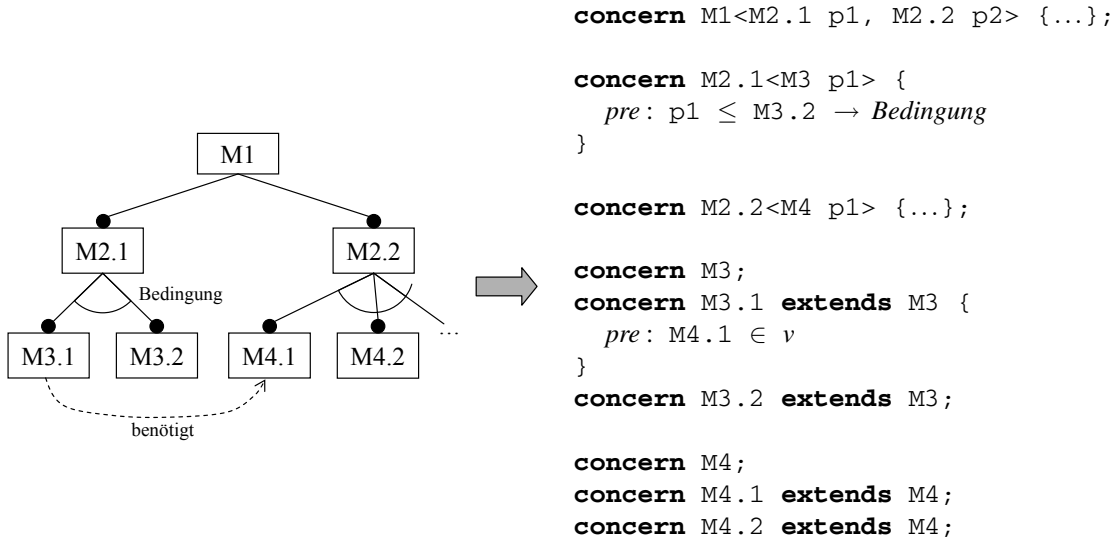 M1
M2.1
M2.2
Bedingung
…
M3.1
M3.2
M4.1
M4.2
benötigt
concern M1<M2.1 p1, M2.2 p2> {…};
concern M2.1<M3 p1> {
pre: p1 ≤ M3.2 → Bedingung
}
concern M2.2<M4 p1> {…};
concern M3;
concern M3.1 extends M3 {
pre: M4.1 ∈ v
}
concern M3.2 extends M3;
concern M4;
concern M4.1 extends M4;
concern M4.2 extends M4;